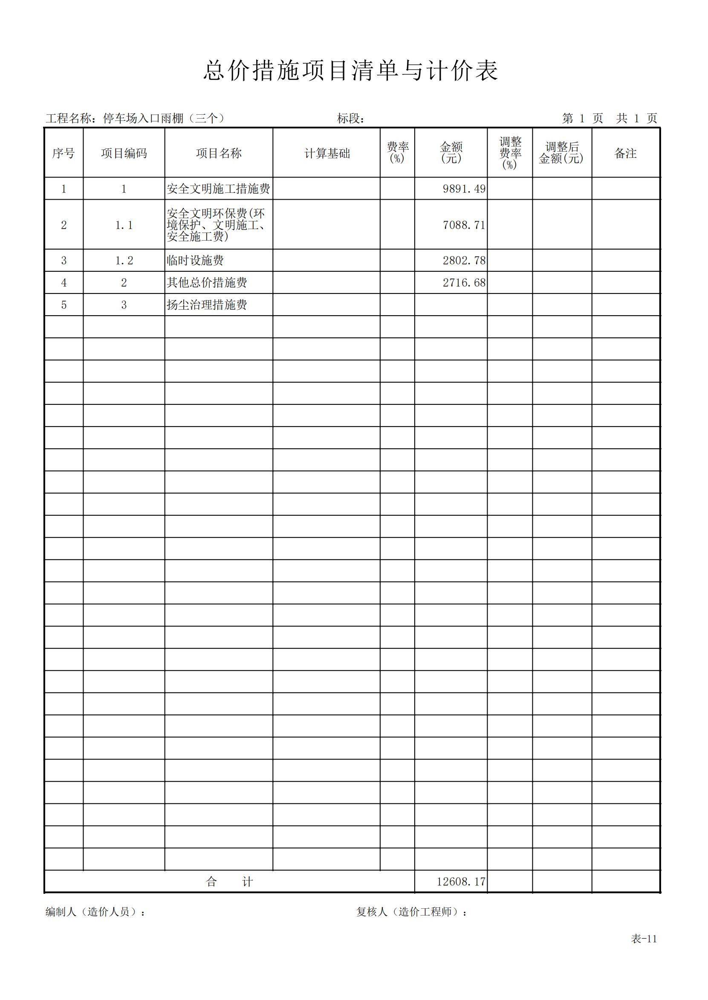 总价措施项目清单与计价表
工程名称：停车场入口雨棚（三个） 标段： 第 1 页 共 1 页
序号 项目编码 项目名称 计算基础 费率(%) 金额(元) 调整费率(%) 调整后金额(元) 备注
1 1 安全文明施工措施费 9891.49
2 1.1 安全文明环保费(环境保护、文明施工、安全施工费) 7088.71
3 1.2 临时设施费 2802.78
4 2 其他总价措施费 2716.68
5 3 扬尘治理措施费
合 计 12608.17
编制人（造价人员）： 复核人（造价工程师）：
表-11